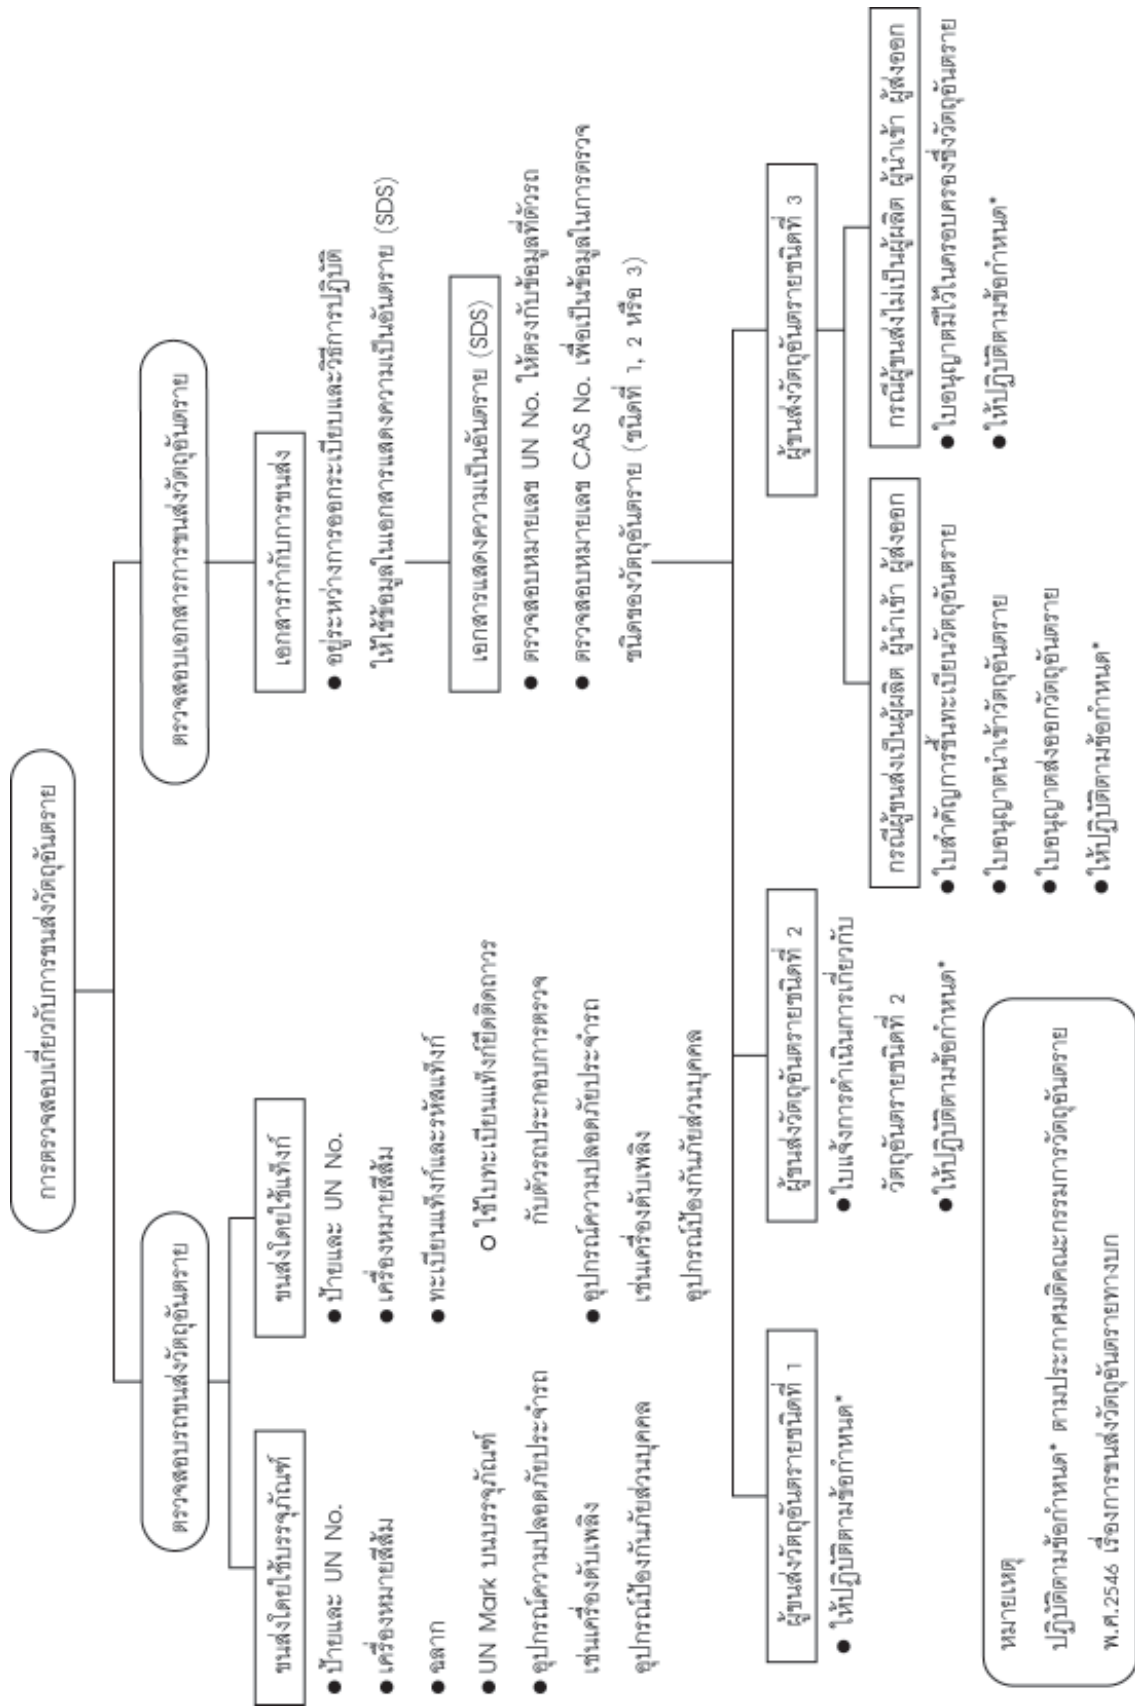 การตรวจสอบเกี่ยวกับการขนส่งวัตถุอันตราย
ตรวจสอบรถขนส่งวัตถุอันตราย
ขนส่งโดยใช้บรรจุภัณฑ์
● ป้ายและ UN No.
● เครื่องหมายสีส้ม
● ฉลาก
● UN Mark บนบรรจุภัณฑ์
● อุปกรณ์ความปลอดภัยประจำรถ
เช่นเครื่องดับเพลิง
อุปกรณ์ป้องกันภัยส่วนบุคคล
ขนส่งโดยใช้แท็งก์
● ป้ายและ UN No.
● เครื่องหมายสีส้ม
● ทะเบียนแท็งก์และรหัสแท็งก์
o ใช้ใบทะเบียนแท็งก์ยึดติดถาวร
กับตัวรถประกอบการตรวจ
● อุปกรณ์ความปลอดภัยประจำรถ
เช่นเครื่องดับเพลิง
อุปกรณ์ป้องกันภัยส่วนบุคคล
ตรวจสอบเอกสารการขนส่งวัตถุอันตราย
เอกสารกำกับการขนส่ง
● อยู่ระหว่างการออกระเบียบและวิธีการปฏิบัติ
ให้ใช้ข้อมูลในเอกสารแสดงความเป็นอันตราย (SDS)
เอกสารแสดงความเป็นอันตราย (SDS)
● ตรวจสอบหมายเลข UN No. ให้ตรงกับข้อมูลที่ตัวรถ
● ตรวจสอบหมายเลข CAS No. เพื่อเป็นข้อมูลในการตรวจ
ชนิดของวัตถุอันตราย (ชนิดที่ 1, 2 หรือ 3)
ผู้ขนส่งวัตถุอันตรายชนิดที่ 1
● ให้ปฏิบัติตามข้อกำหนด*
ผู้ขนส่งวัตถุอันตรายชนิดที่ 2
● ใบแจ้งการดำเนินการเกี่ยวกับ
วัตถุอันตรายชนิดที่ 2
● ให้ปฏิบัติตามข้อกำหนด*
ผู้ขนส่งวัตถุอันตรายชนิดที่ 3
กรณีผู้ขนส่งเป็นผู้ผลิต ผู้นำเข้า ผู้ส่งออก
● ใบสำคัญการขึ้นทะเบียนวัตถุอันตราย
● ใบอนุญาตนำเข้าวัตถุอันตราย
● ใบอนุญาตส่งออกวัตถุอันตราย
● ให้ปฏิบัติตามข้อกำหนด*
กรณีผู้ขนส่งไม่เป็นผู้ผลิต ผู้นำเข้า ผู้ส่งออก
● ใบอนุญาตมีไว้ในครอบครองซึ่งวัตถุอันตราย
● ให้ปฏิบัติตามข้อกำหนด*
หมายเหตุ
ปฏิบัติตามข้อกำหนด* ตามประกาศมติคณะกรรมการวัตถุอันตราย
พ.ศ.2546 เรื่องการขนส่งวัตถุอันตรายทางบก